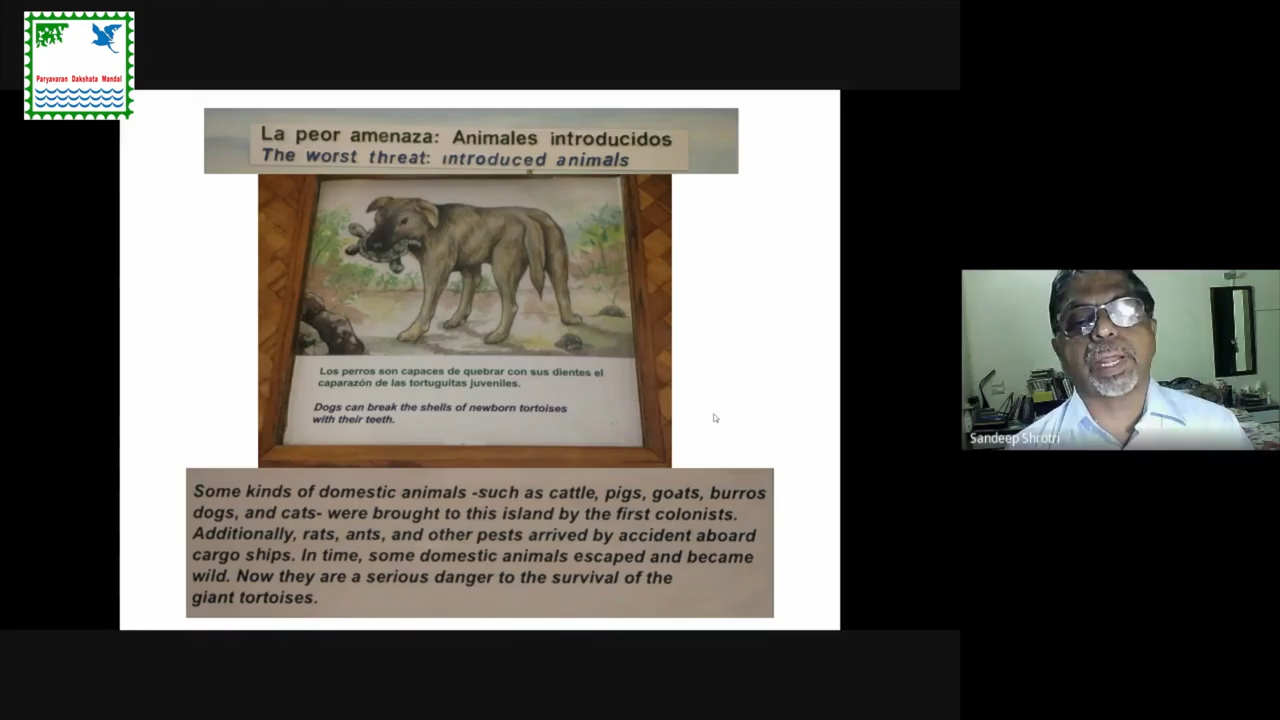 Paryavaran Dakshata Mandal
La peor amenaza: Animales introducidos
The worst threat: introduced animals
Los perros son capaces de quebrar con sus dientes el
caparazón de las tortuguitas juveniles.
Dogs can break the shells of newborn tortoises
with their teeth.
Some kinds of domestic animals -such as cattle, pigs, goats, burros
dogs, and cats- were brought to this island by the first colonists.
Additionally, rats, ants, and other pests arrived by accident aboard
cargo ships. In time, some domestic animals escaped and became
wild. Now they are a serious danger to the survival of the
giant tortoises.
Sandeep Shrotri